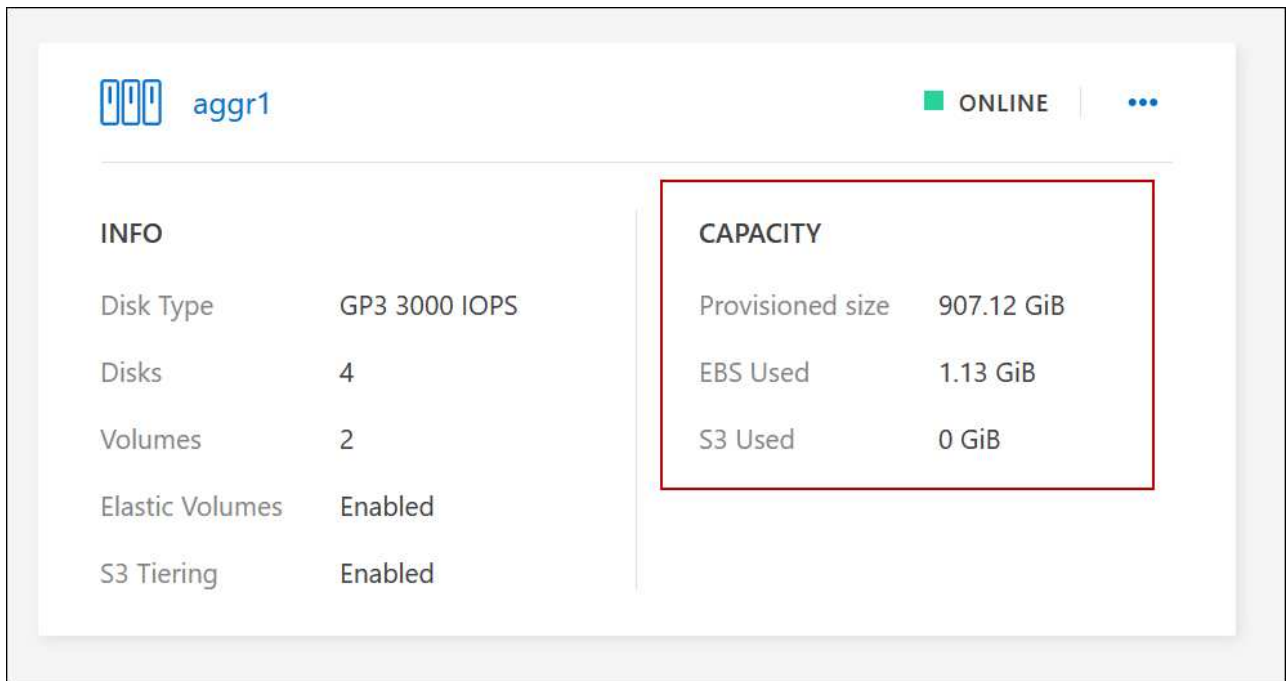 aggr1
ONLINE
INFO
Disk Type GP3 3000 IOPS
Disks 4
Volumes 2
Elastic Volumes Enabled
S3 Tiering Enabled
CAPACITY
Provisioned size 907.12 GiB
EBS Used 1.13 GiB
S3 Used 0 GiB